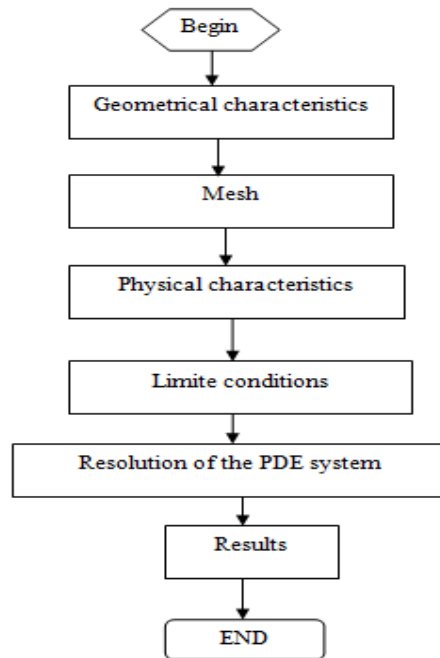 Begin
Geometrical characteristics
Mesh
Physical characteristics
Limite conditions
Resolution of the PDE system
Results
END